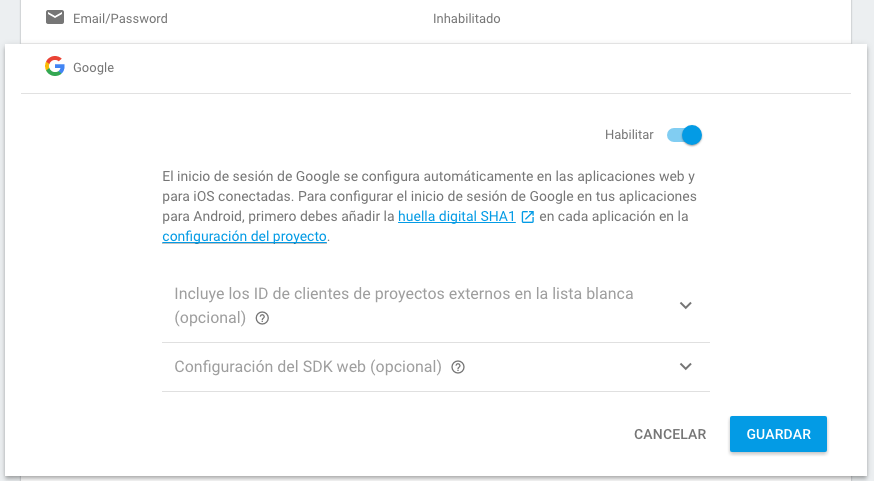 Email/Password
Inhabilitado
Google
Habilitar
El inicio de sesión de Google se configura automáticamente en las aplicaciones web y
para iOS conectadas. Para configurar el inicio de sesión de Google en tus aplicaciones
para Android, primero debes añadir la huella digital SHA1 en cada aplicación en la
configuración del proyecto.
Incluye los ID de clientes de proyectos externos en la lista blanca
(opcional)
Configuración del SDK web (opcional)
CANCELAR
GUARDAR